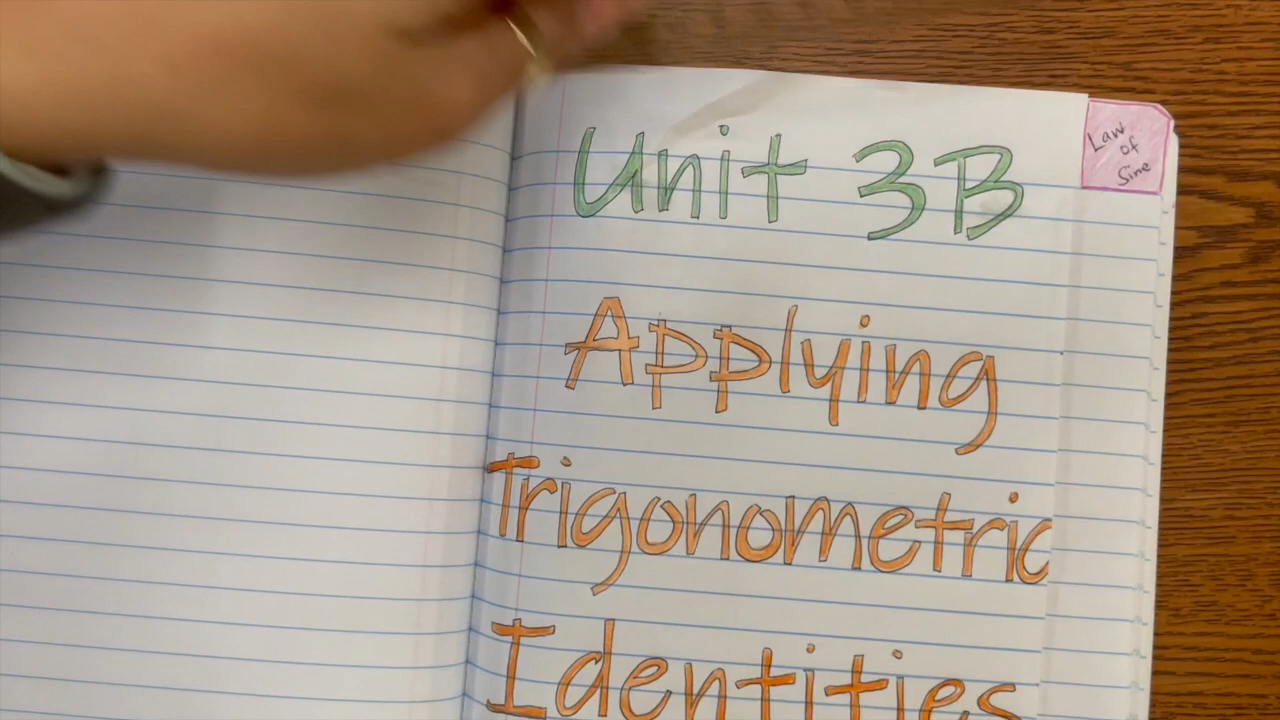 Unit 3B
Law
of
Sine
Applying
Trigonometric
Identities